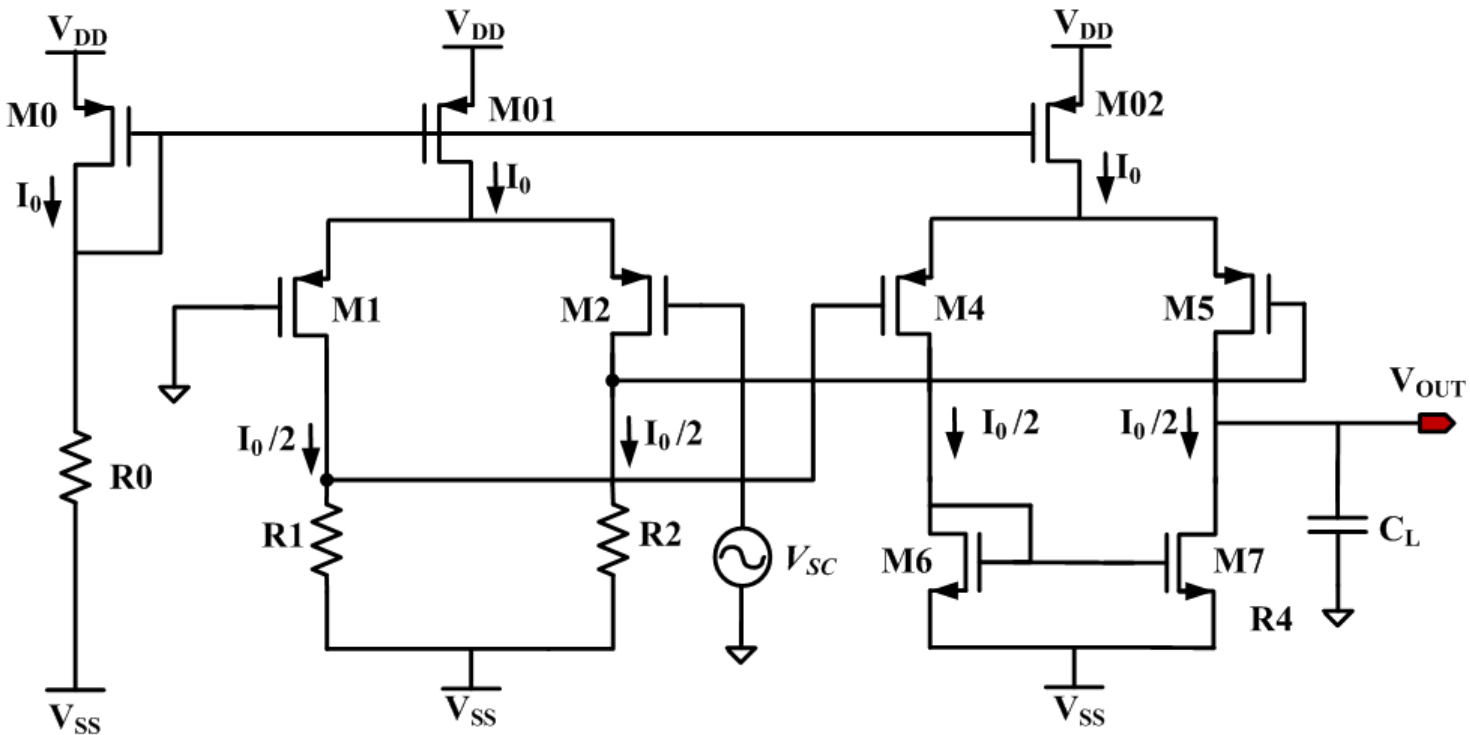 VDD
VDD
VDD
M0
M01
M02
I0
I0
I0
M1
M2
M4
M5
VOUT
I0/2
I0/2
I0/2
I0/2
R0
R1
R2
VSC
M6
M7
CL
R4
VSS
VSS
VSS